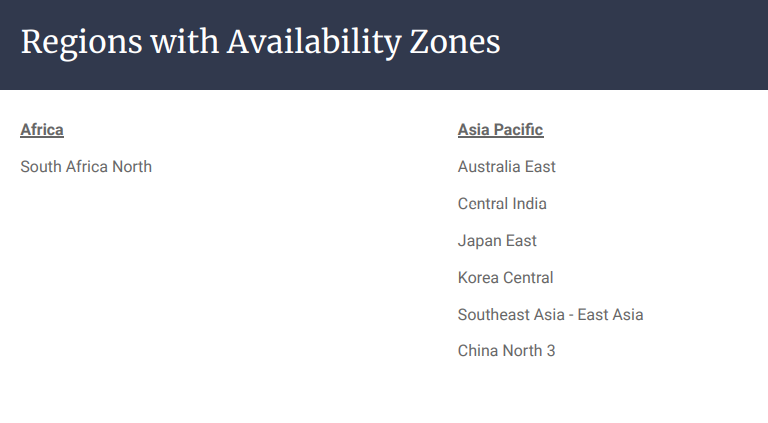 Regions with Availability Zones
Africa
South Africa North
Asia Pacific
Australia East
Central India
Japan East
Korea Central
Southeast Asia - East Asia
China North 3